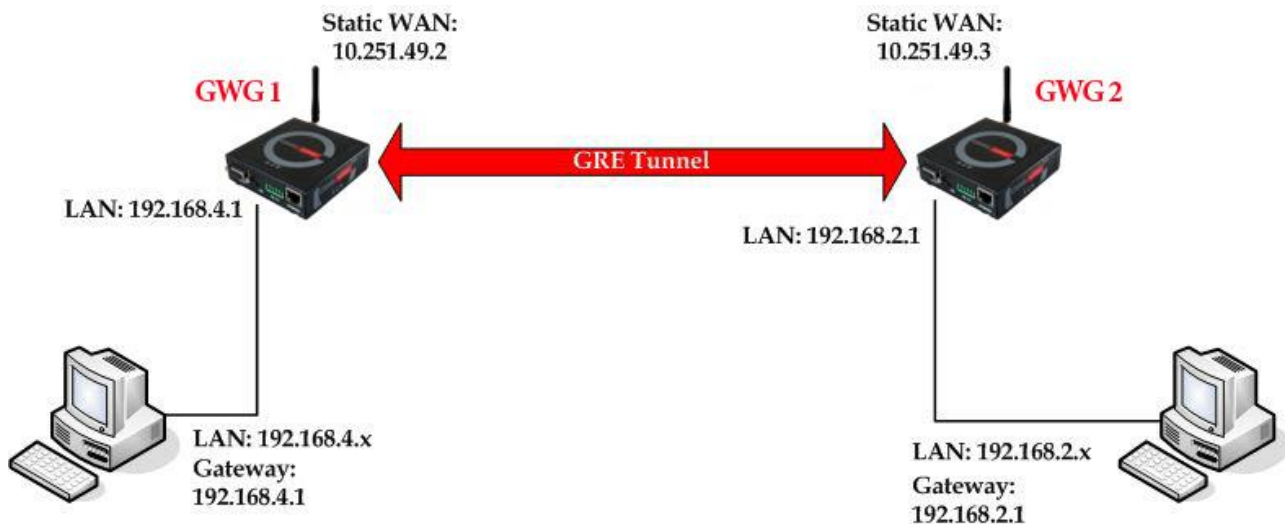 Static WAN:
10.251.49.2
Static WAN:
10.251.49.3
GWG 1
GWG 2
GRE Tunnel
LAN: 192.168.4.1
LAN: 192.168.2.1
LAN: 192.168.4.x
Gateway:
192.168.4.1
LAN: 192.168.2.x
Gateway:
192.168.2.1